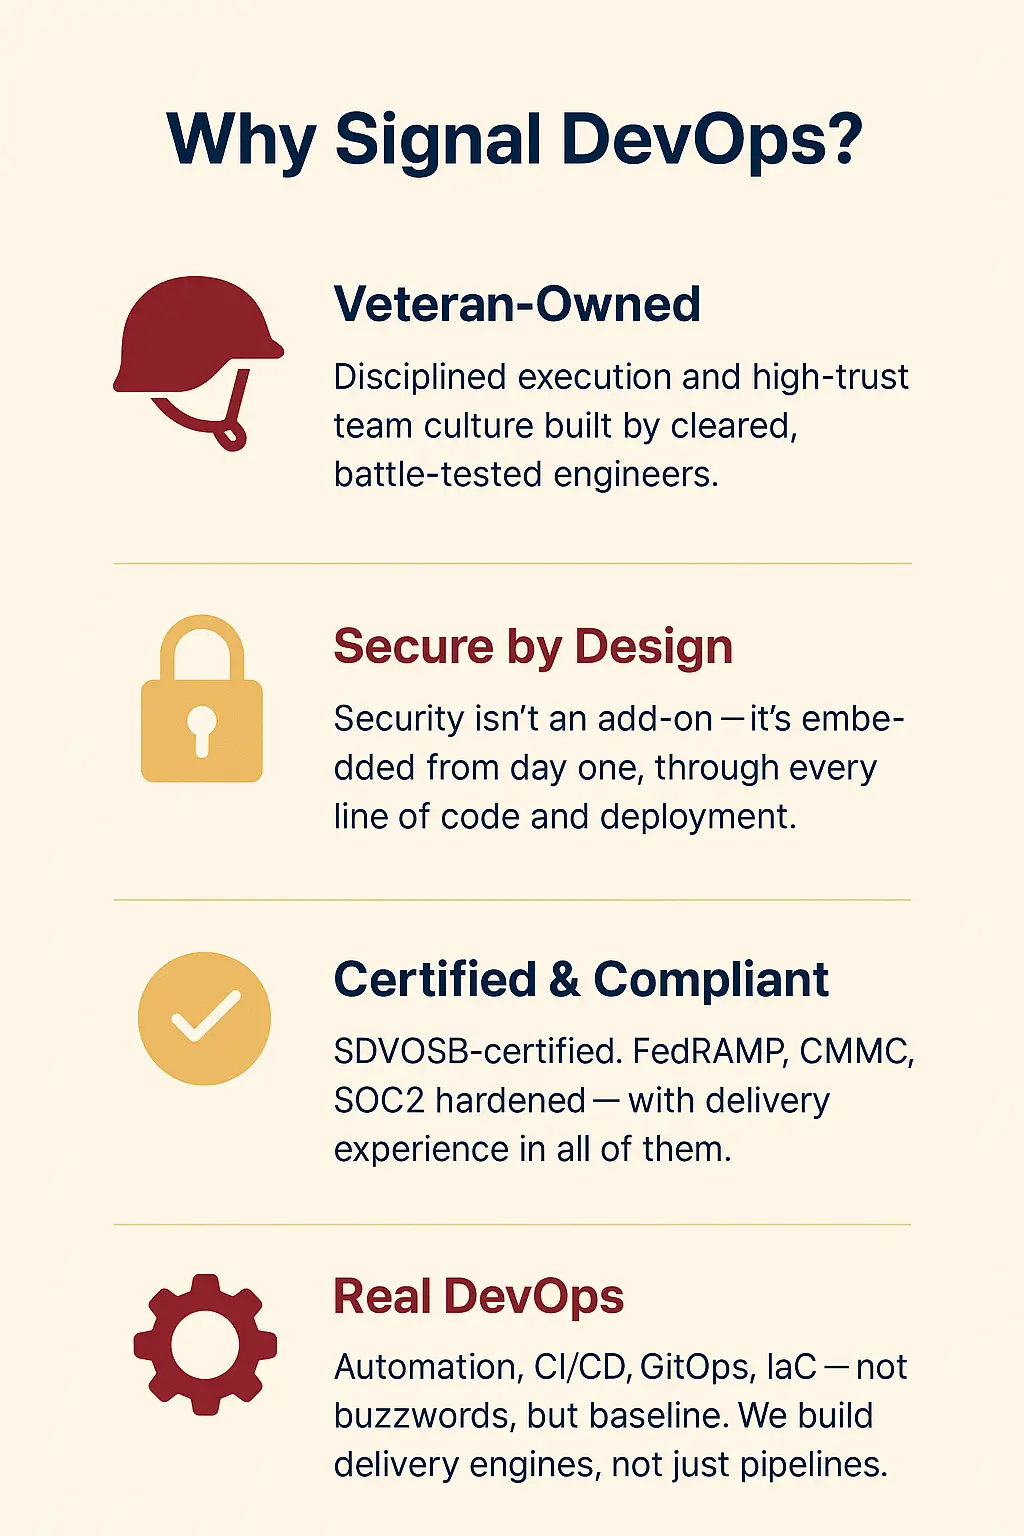 Why Signal DevOps?
Veteran-Owned
Disciplined execution and high-trust
team culture built by cleared,
battle-tested engineers.
Secure by Design
Security isn’t an add-on — it’s embe-
dded from day one, through every
line of code and deployment.
Certified & Compliant
SDVOSB-certified. FedRAMP, CMMC,
SOC2 hardened — with delivery
experience in all of them.
Real DevOps
Automation, CI/CD, GitOps, IaC — not
buzzwords, but baseline. We build
delivery engines, not just pipelines.